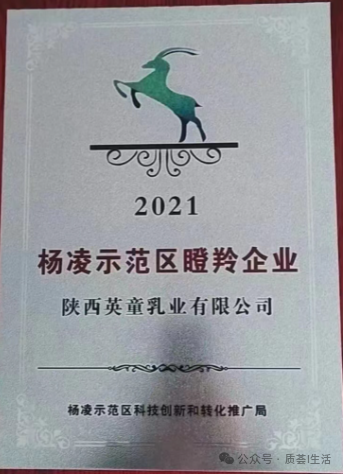 2021
杨凌示范区瞪羚企业
陕西英童乳业有限公司
杨凌示范区科技创新和转化推广局
公众号·质荟I生活